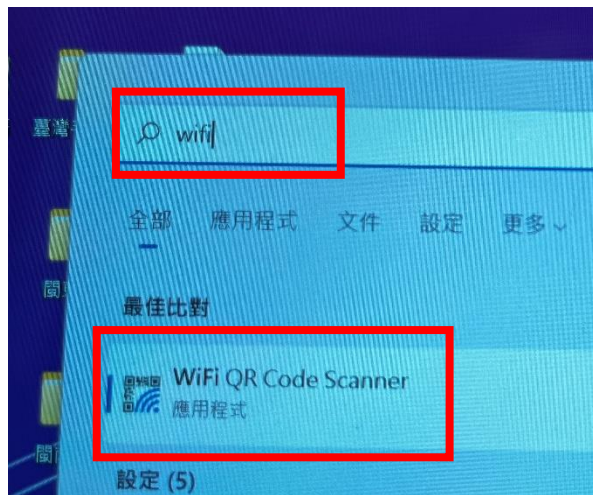 wifi
全部 應用程式 文件 設定 更多
最佳比對
WiFi QR Code Scanner
應用程式
設定 (5)